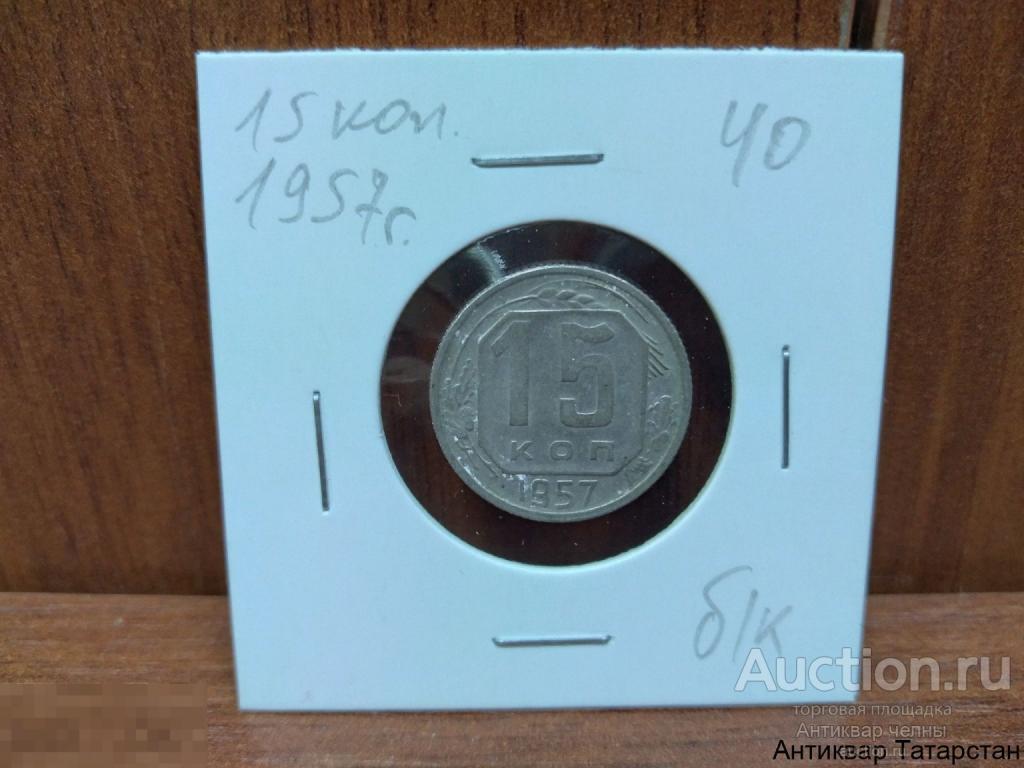 15 коп.
1957г.
40
15
КОП
1957
б/к
Auction.ru
торговая площадка
Антиквар челны
Антиквар Татарстан